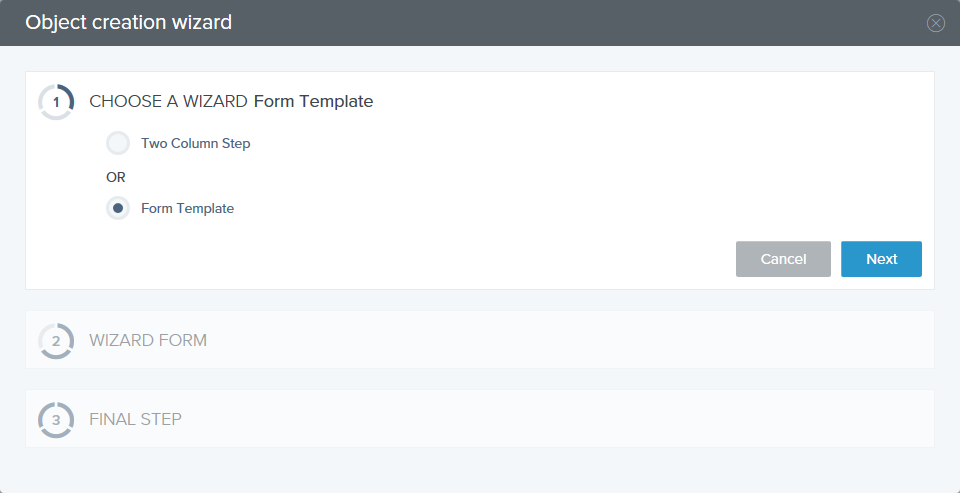 Object creation wizard
1 CHOOSE A WIZARD Form Template
Two Column Step
OR
Form Template
Cancel Next
2 WIZARD FORM
3 FINAL STEP